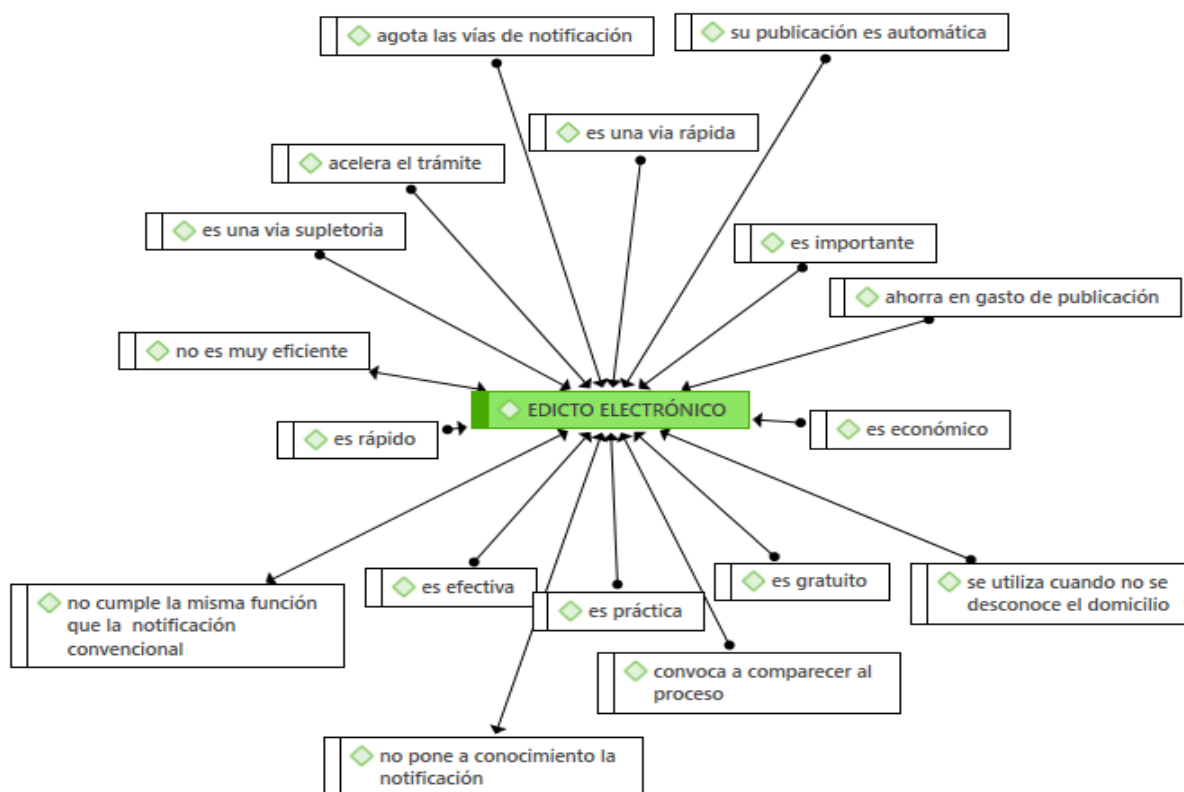 agota las vías de notificación
su publicación es automática
es una via rápida
acelera el trámite
es una via supletoria
es importante
ahorra en gasto de publicación
no es muy eficiente
EDICTO ELECTRÓNICO
es rápido
es económico
no cumple la misma función
que la notificación
convencional
es efectiva
es práctica
es gratuito
se utiliza cuando no se
desconoce el domicilio
convoca a comparecer al
proceso
no pone a conocimiento la
notificación